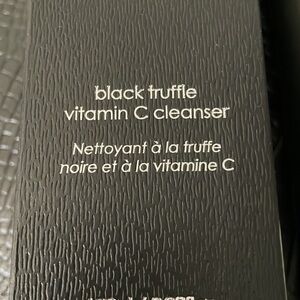 black truffle
vitamin C cleanser
Nettoyant à la truffe
noire et à la vitamine C